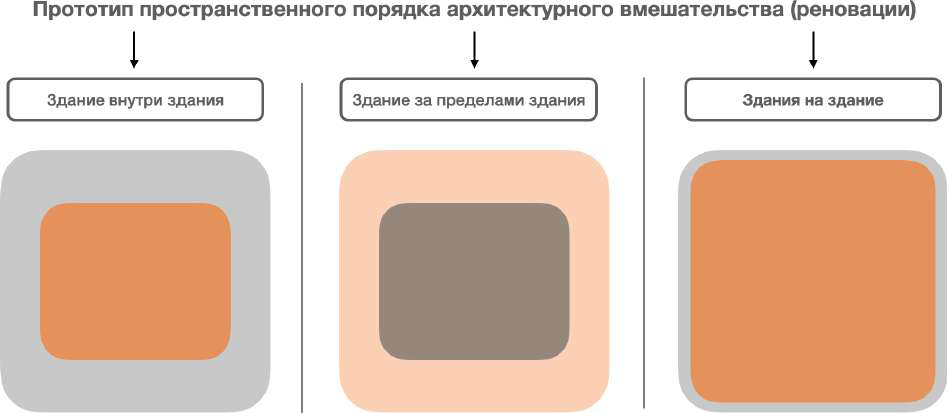 Прототип пространственного порядка архитектурного вмешательства (реновации)
Здание внутри здания
Здание за пределами здания
Здания на здание